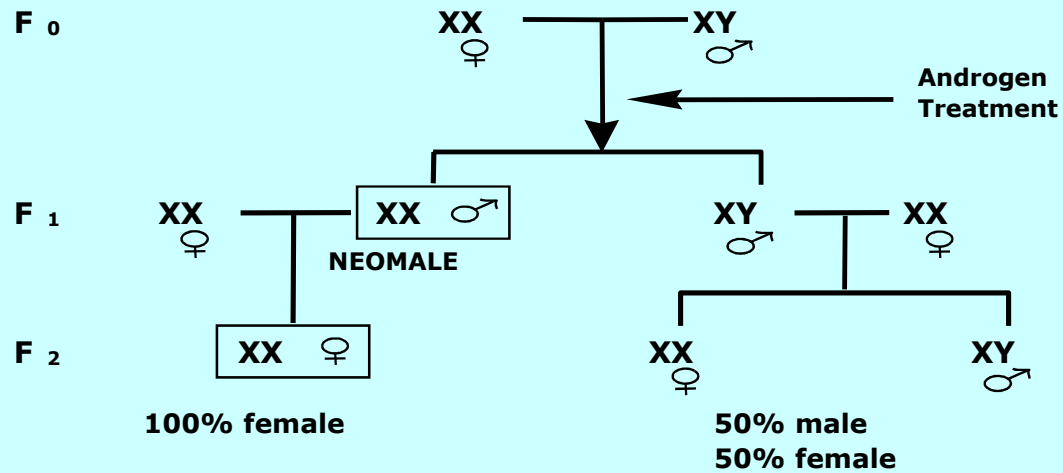 F 0
XX
XY
Androgen
Treatment
F 1
XX
XX
XY
XX
NEOMALE
F 2
XX
XX
XY
100% female
50% male
50% female